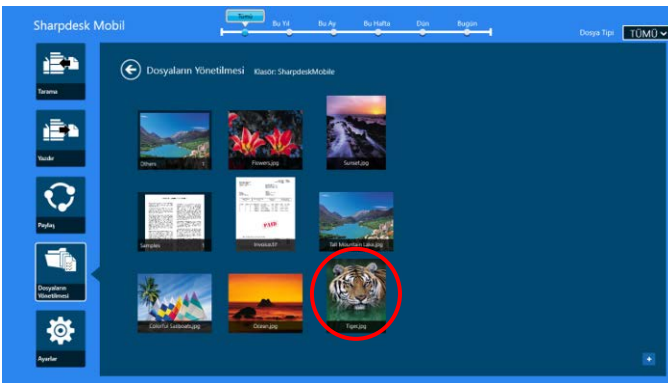 Sharpdesk Mobil
Tümü
Bu Yıl
Bu Ay
Bu Hafta
Dün
Bugün
Dosya Tipi
TÜMÜ
Tarama
Yazdır
Paylaş
Dosyaların
Yönetilmesi
Ayarlar
Dosyaların Yönetilmesi Klasör: SharpdeskMobile
Others
Flowers.jpg
Sunset.jpg
Samples
Invoice.tif
Tall Mountain Lake.jpg
Colorful Sailboats.jpg
Ocean.jpg
Tiger.jpg